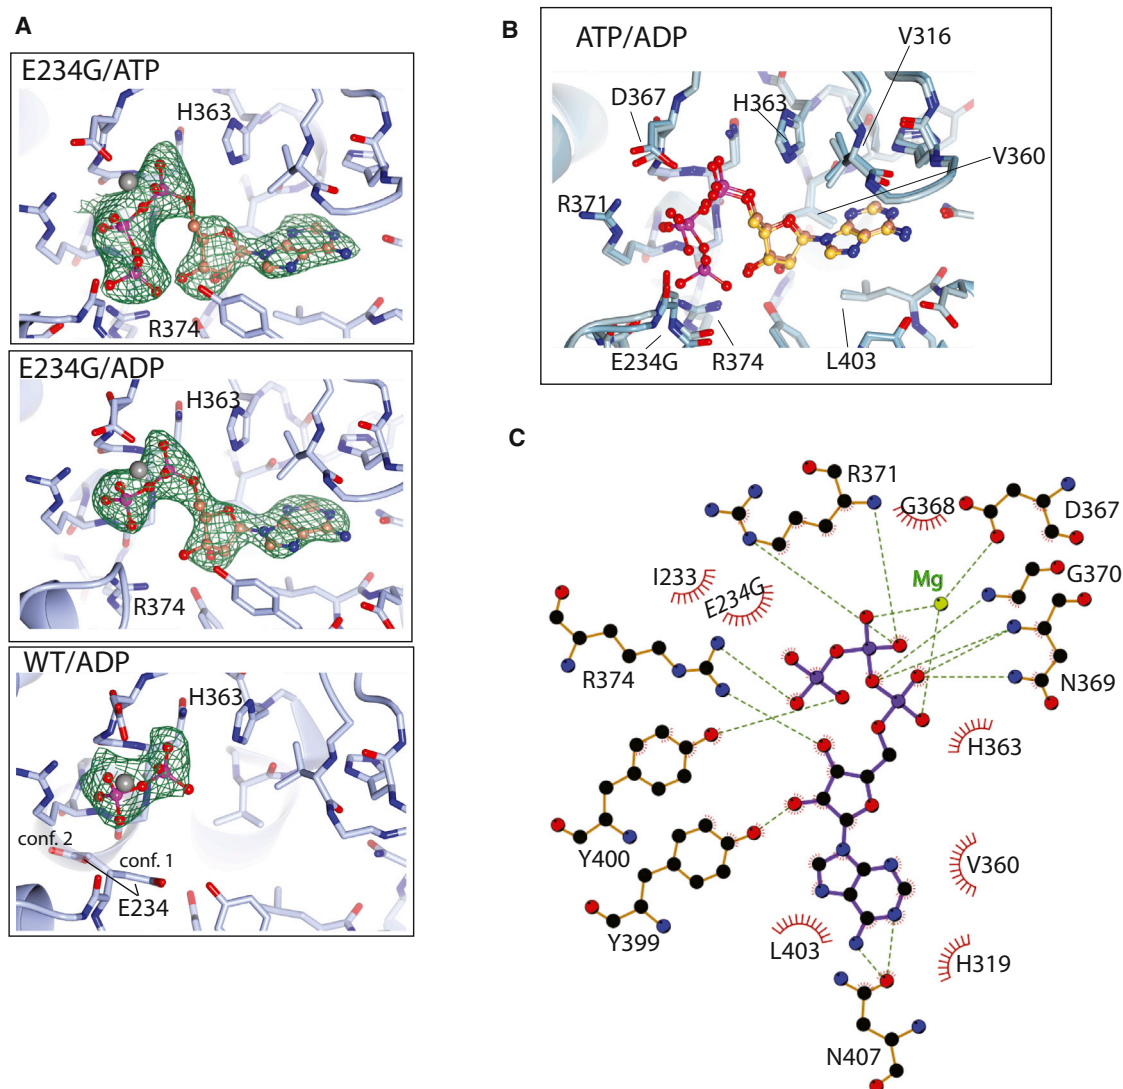 A
E234G/ATP
H363
R374
E234G/ADP
H363
R374
WT/ADP
H363
conf. 2
conf. 1
E234
B
ATP/ADP
V316
D367
H363
V360
R371
E234G
R374
L403
C
R371
G368
D367
Mg
G370
I233
E234G
R374
N369
H363
Y400
V360
Y399
L403
H319
N407